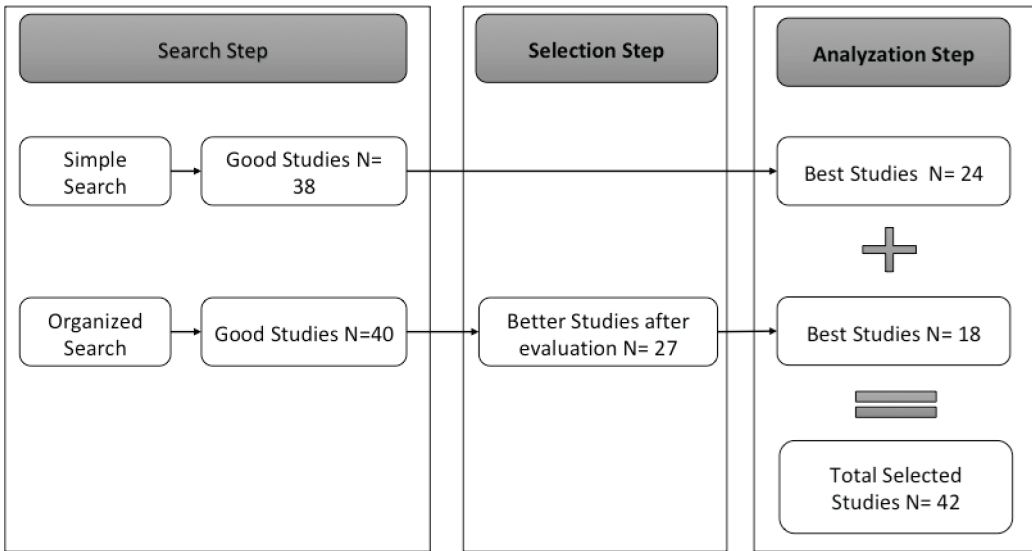 Search Step
Selection Step
Analyzation Step
Simple
Search
Good Studies N=
38
Best Studies N= 24
Organized
Search
Good Studies N=40
Better Studies after
evaluation N= 27
Best Studies N= 18
Total Selected
Studies N= 42